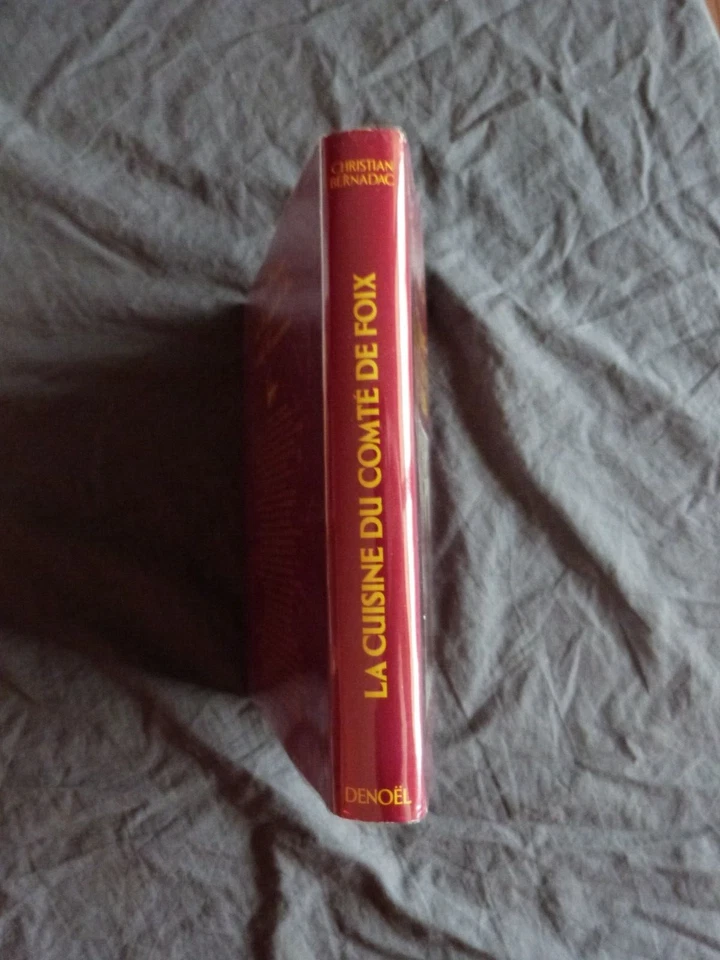 CHRISTIAN
BERNADAC
LA CUISINE DU COMTÉ DE FOIX
DENOËL